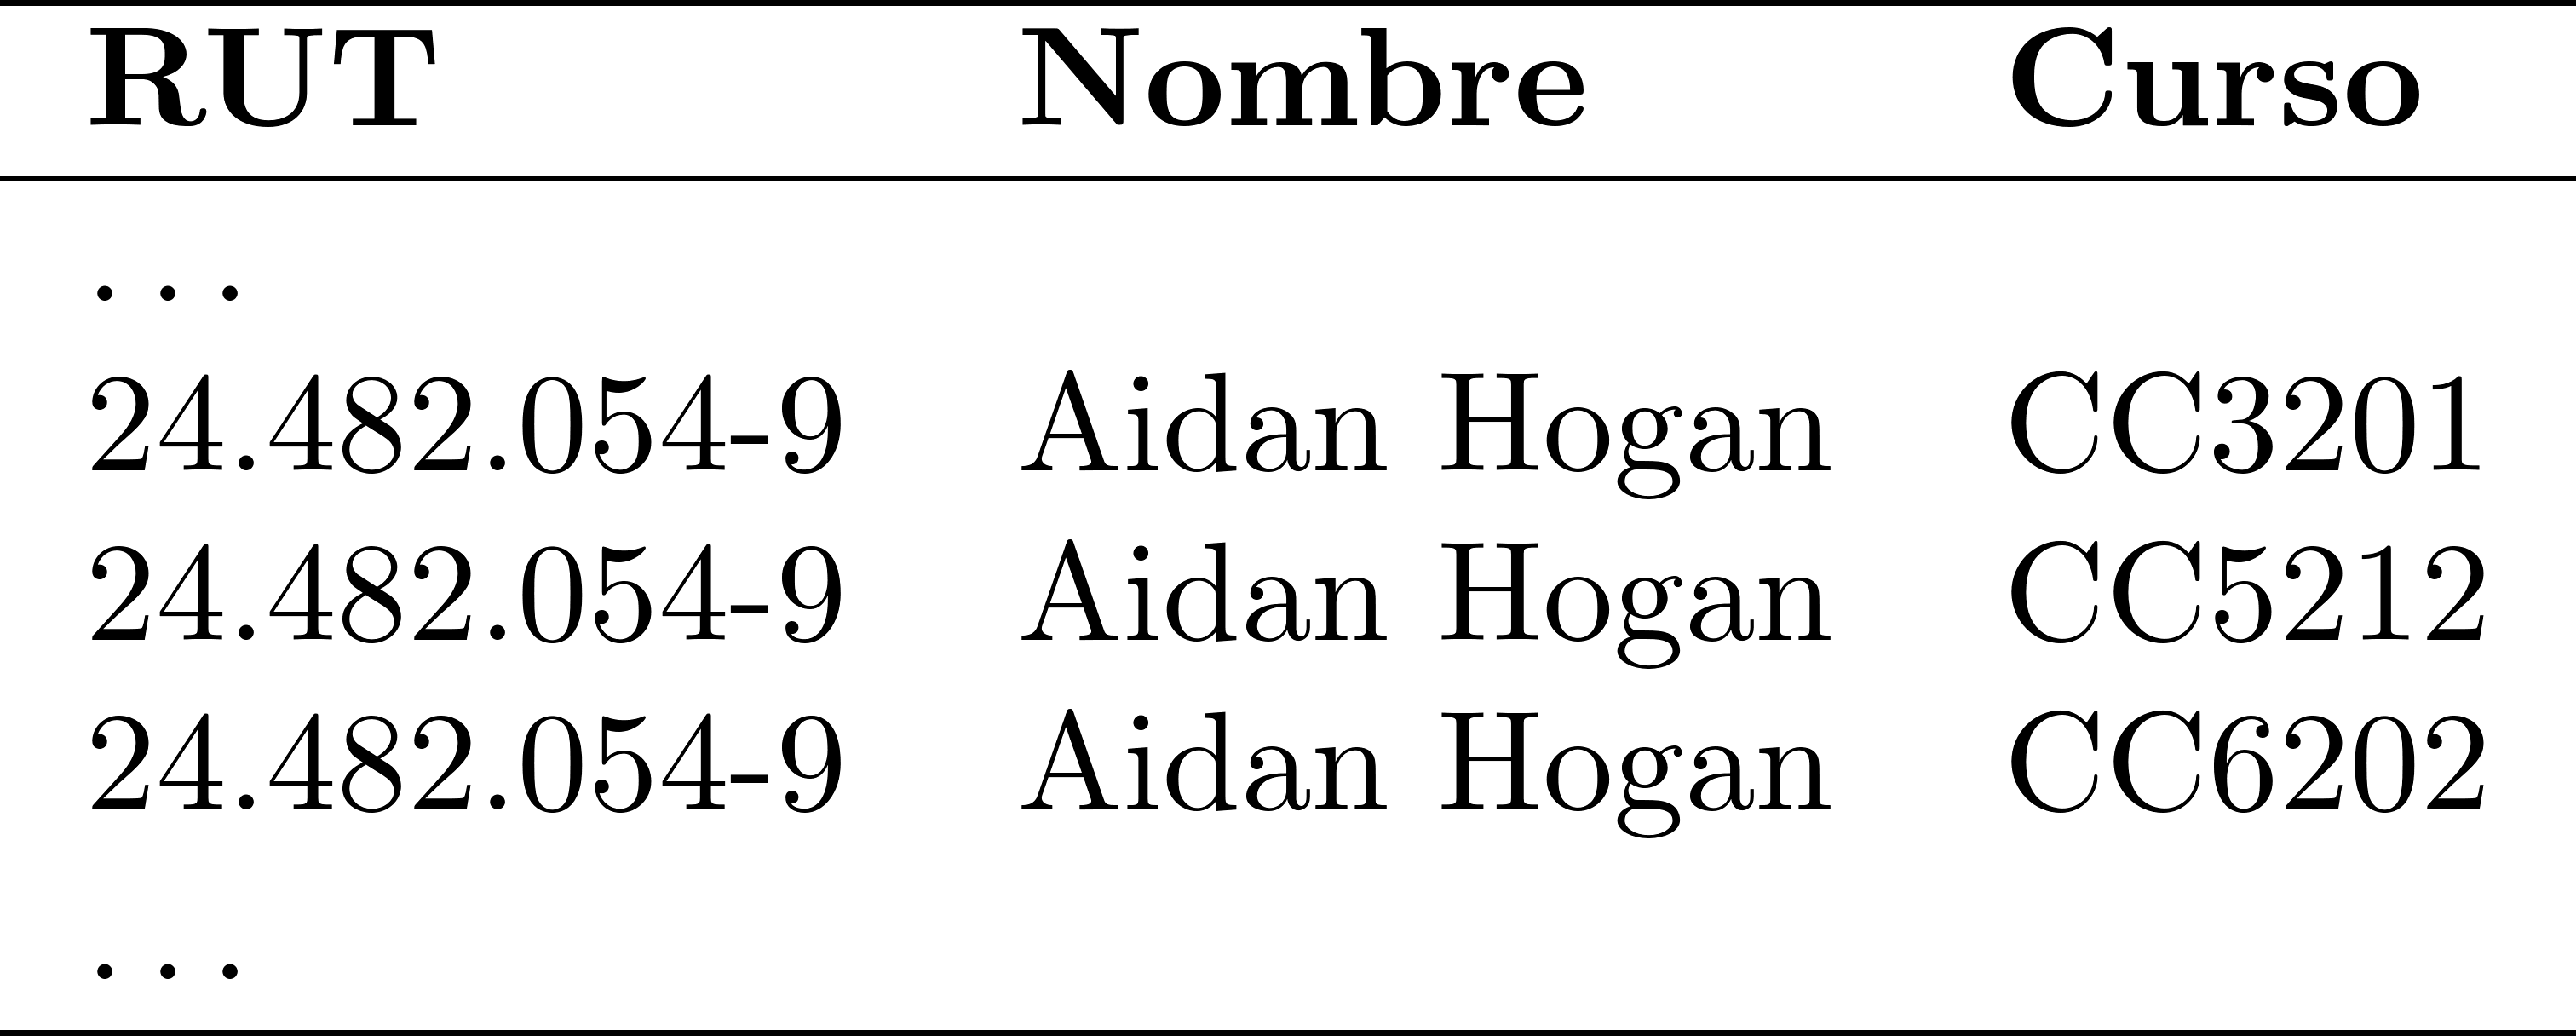 RUT Nombre Curso
...
24.482.054-9 Aidan Hogan CC3201
24.482.054-9 Aidan Hogan CC5212
24.482.054-9 Aidan Hogan CC6202
...